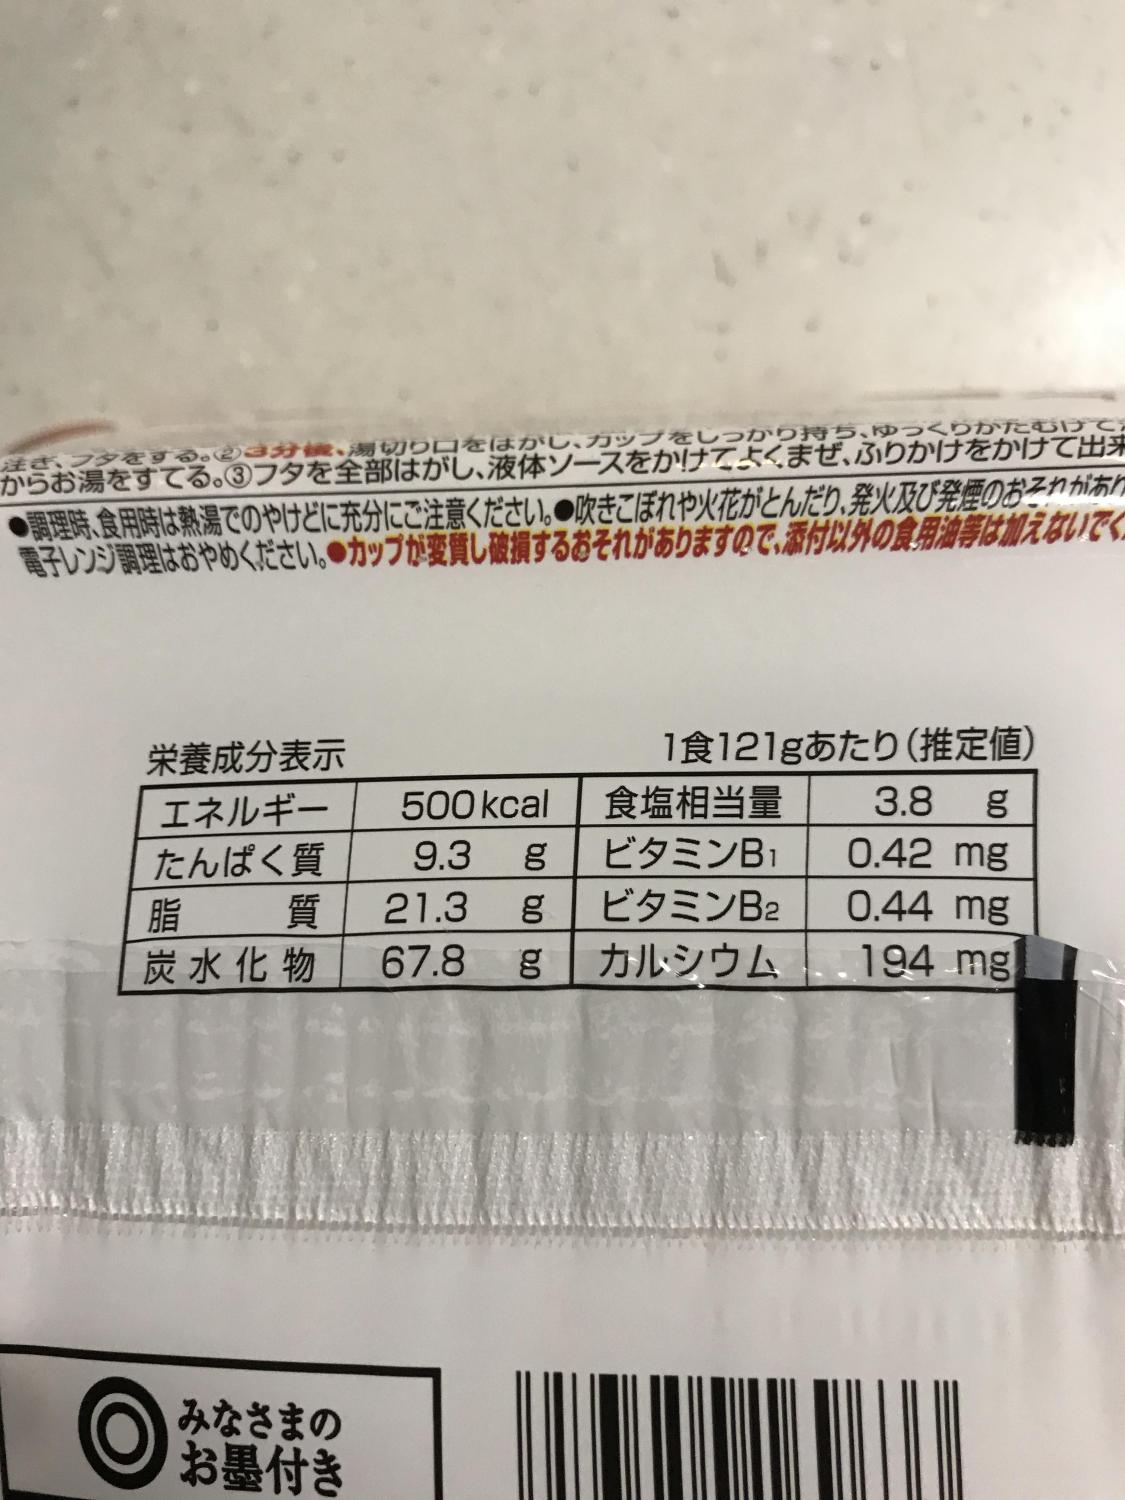 注ぎ、フタをする。②3分後、湯切り口をはがし、カップをしっかり持ち、ゆっくりかたむけて
からお湯をすてる。③フタを全部はがし、液体ソースをかけてよくまぜ、ふりかけをかけて出来
●調理時、食用時は熱湯でのやけどに充分にご注意ください。●吹きこぼれや火花がとんだり、発火及び発煙のおそれがあり
電子レンジ調理はおやめください。●カップが変質し破損するおそれがありますので、添付以外の食用油等は加えないでく
栄養成分表示 1食121gあたり(推定値)
エネルギー 500kcal 食塩相当量 3.8 g
たんぱく質 9.3 g ビタミンB1 0.42 mg
脂質 21.3 g ビタミンB2 0.44 mg
炭水化物 67.8 g カルシウム 194 mg
みなさまの
お墨付き